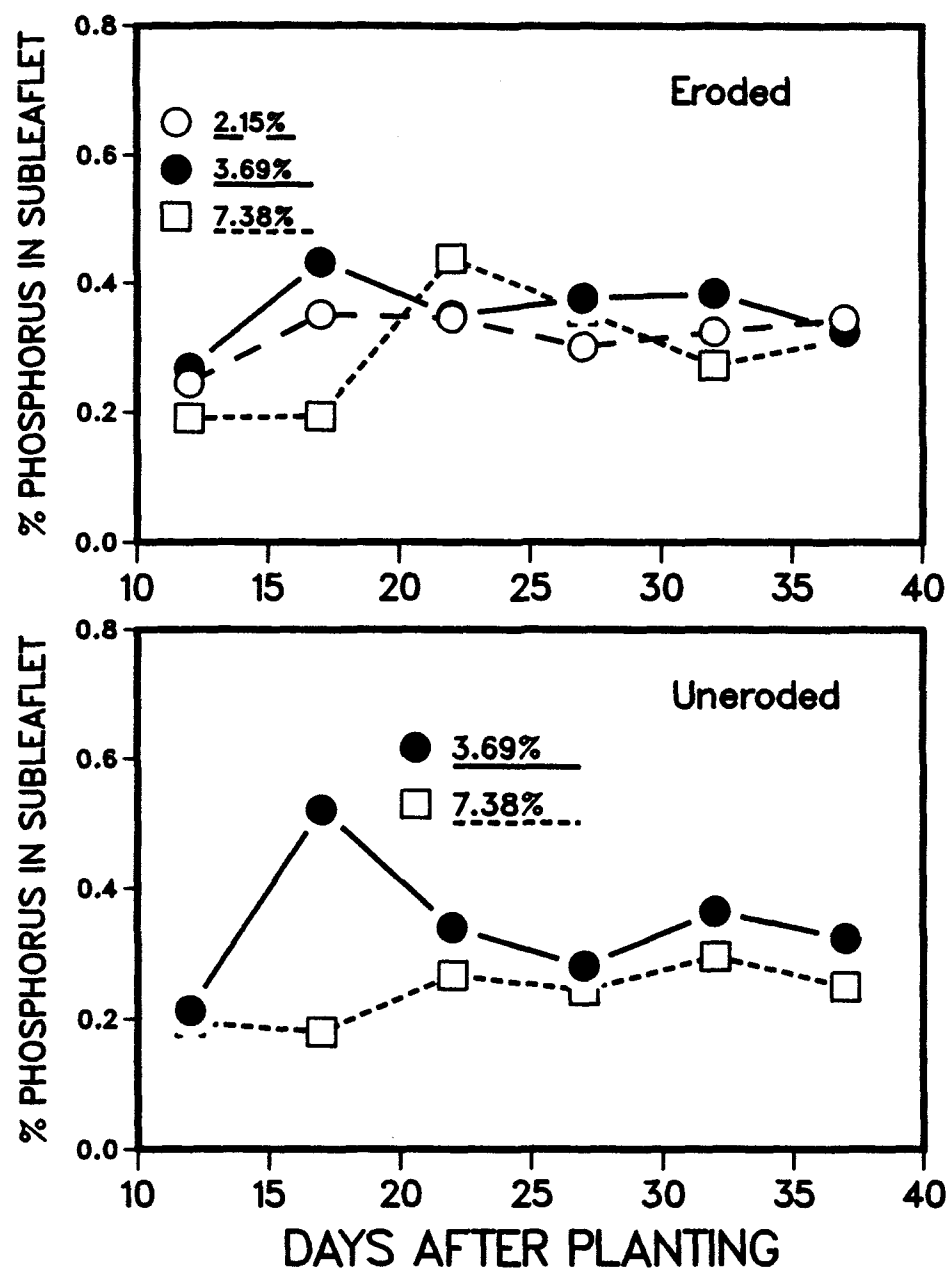 % PHOSPHORUS IN SUBLEAFLET
0.8
0.6
0.4
0.2
0.0
Eroded
2.15%
3.69%
7.38%
10 15 20 25 30 35 40
% PHOSPHORUS IN SUBLEAFLET
0.8
0.6
0.4
0.2
0.0
Uneroded
3.69%
7.38%
10 15 20 25 30 35 40
DAYS AFTER PLANTING